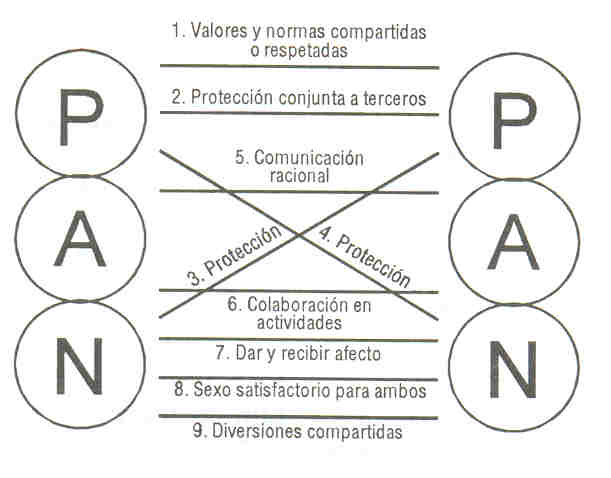 1. Valores y normas compartidas
o respetadas
P
P
2. Protección conjunta a terceros
5. Comunicación
racional
A
A
3. Protección
4. Protección
6. Colaboración en
actividades
N
N
7. Dar y recibir afecto
8. Sexo satisfactorio para ambos
9. Diversiones compartidas